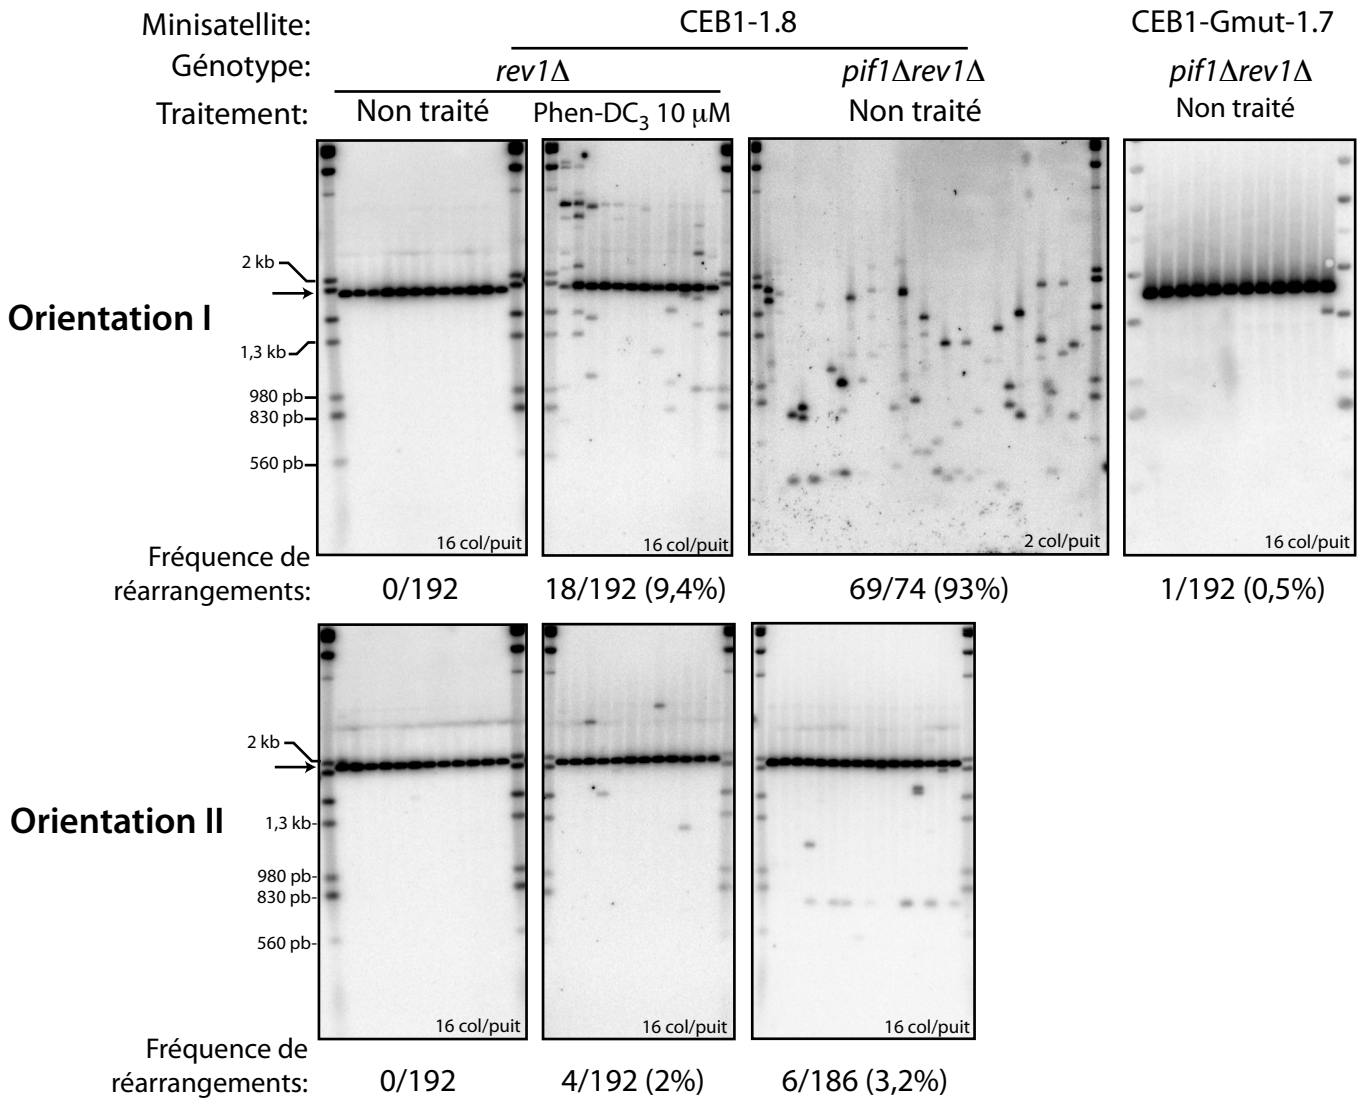 Minisatellite: CEB1-1.8 CEB1-Gmut-1.7
Génotype: rev1Δ pif1Δrev1Δ pif1Δrev1Δ
Traitement: Non traité Phen-DC3 10 µM Non traité Non traité
Orientation I
2 kb
1,3 kb
980 pb
830 pb
560 pb
16 col/puit 16 col/puit 2 col/puit 16 col/puit
Fréquence de
réarrangements: 0/192 18/192 (9,4%) 69/74 (93%) 1/192 (0,5%)
Orientation II
2 kb
1,3 kb
980 pb
830 pb
560 pb
16 col/puit 16 col/puit 16 col/puit
Fréquence de
réarrangements: 0/192 4/192 (2%) 6/186 (3,2%)